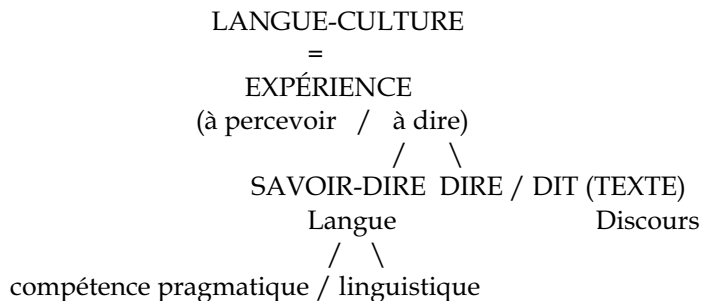 LANGUE-CULTURE
=
EXPÉRIENCE
(à percevoir / à dire)
/ \
SAVOIR-DIRE DIRE / DIT (TEXTE)
Langue Discours
/ \
compétence pragmatique / linguistique